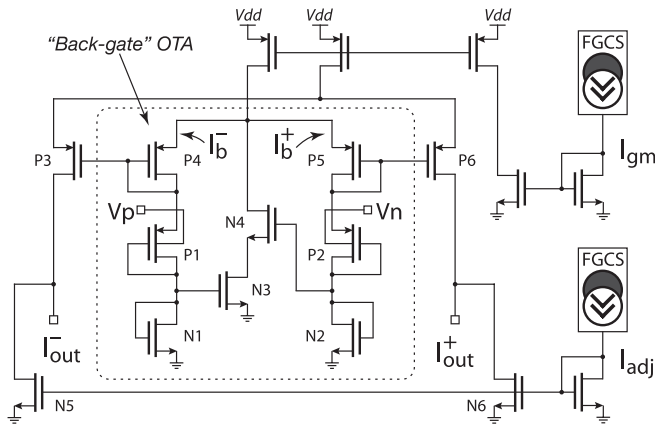 Vdd Vdd Vdd
"Back-gate" OTA
FGCS
I_b^- I_b^+
P3 P4 P5 P6
I_gm
Vp Vn
N4
P1 P2
N3
FGCS
N1 N2
I_out^- I_out^+
I_adj
N5 N6